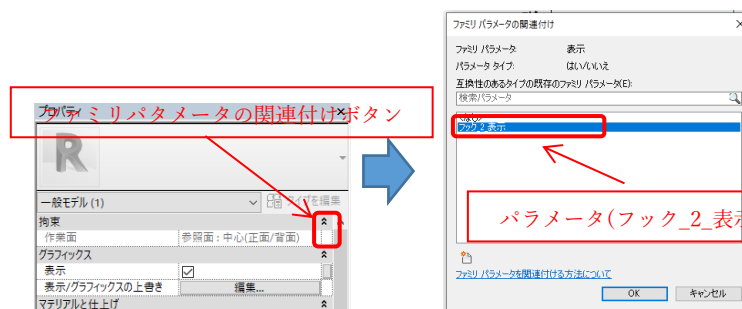 プロパティ
ファミリパタメータの関連付けボタン
R
一般モデル (1)
タイプを編集
拘束
作業面
参照面 : 中心(正面/背面)
グラフィックス
表示
表示/グラフィックスの上書き
編集...
マテリアルと仕上げ
ファミリ パラメータの関連付け
ファミリ パラメータ:
表示
パラメータ タイプ:
はい/いいえ
互換性のあるタイプの既存のファミリ パラメータ(E):
検索パラメータ
<なし>
フック_2_表示
パラメータ(フック_2_表示
ファミリ パラメータを関連付ける方法について
OK
キャンセル